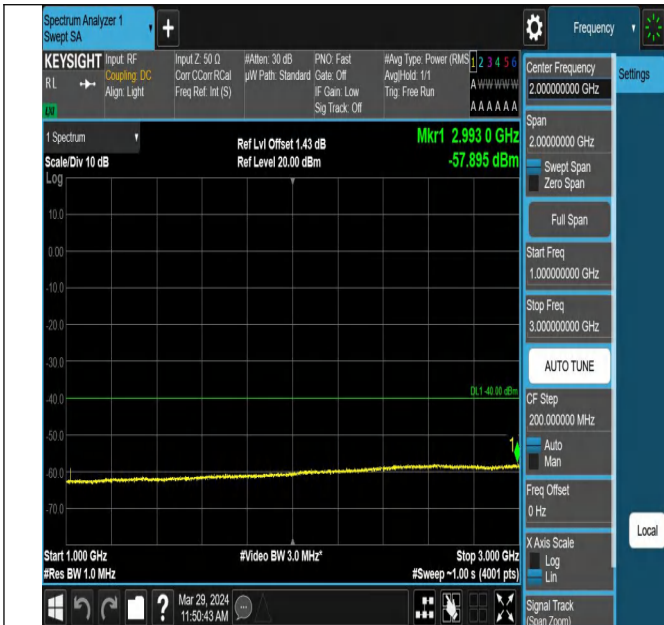 Spectrum Analyzer 1
Swept SA
Frequency
KEYSIGHT
RL
LXI
Input: RF
Coupling: DC
Align: Light
Input Z: 50 Ω
Corr CCorr RCal
Freq Ref: Int (S)
#Atten: 30 dB
µW Path: Standard
PNO: Fast
Gate: Off
IF Gain: Low
Sig Track: Off
#Avg Type: Power (RMS
Avg|Hold: 1/1
Trig: Free Run
1 2 3 4 5 6
A W W W W W
A A A A A A
Center Frequency
2.000000000 GHz
Settings
Span
2.00000000 GHz
Swept Span
Zero Span
Full Span
Start Freq
1.000000000 GHz
Stop Freq
3.000000000 GHz
AUTO TUNE
CF Step
200.000000 MHz
Auto
Man
Freq Offset
0 Hz
X Axis Scale
Log
Lin
Signal Track
(Span Zoom)
Local
1 Spectrum
Scale/Div 10 dB
Log
Ref Lvl Offset 1.43 dB
Ref Level 20.00 dBm
Mkr1 2.993 0 GHz
-57.895 dBm
10.0
0.00
-10.0
-20.0
-30.0
-40.0
-50.0
-60.0
-70.0
DL1 -40.00 dBm
1
Start 1.000 GHz
#Res BW 1.0 MHz
#Video BW 3.0 MHz*
Stop 3.000 GHz
#Sweep ~1.00 s (4001 pts)
?
Mar 29, 2024
11:50:43 AM